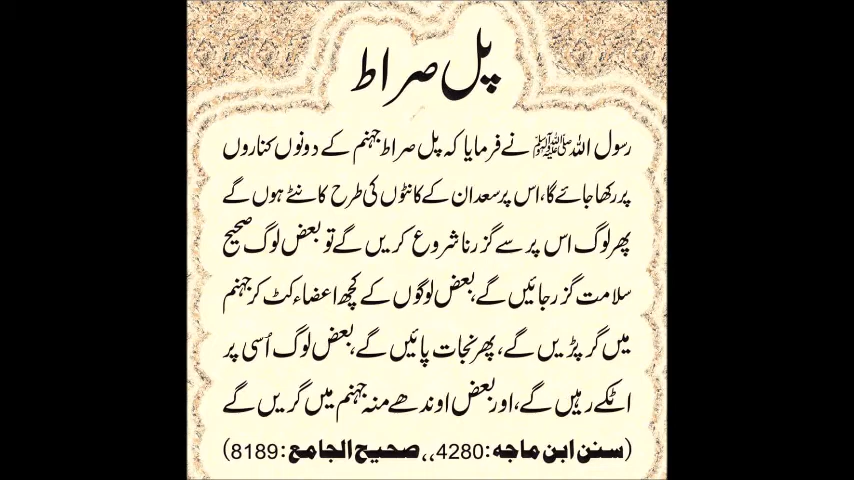 پل صراط
رسول اللہ ﷺ نے فرمایا کہ پل صراط جہنم کے دونوں کناروں
پر رکھا جائے گا، اس پر سعدان کے کانٹوں کی طرح کانٹے ہوں گے
پھر لوگ اس پر سے گزرنا شروع کریں گے تو بعض لوگ صحیح
سلامت گزر جائیں گے، بعض لوگوں کے کچھ اعضاء کٹ کر جہنم
میں گر پڑیں گے، پھر نجات پائیں گے، بعض لوگ اُسی پر
اٹکے رہیں گے، اور بعض اوندھے منہ جہنم میں گریں گے
(سنن ابن ماجہ: 4280،، صحیح الجامع: 8189)